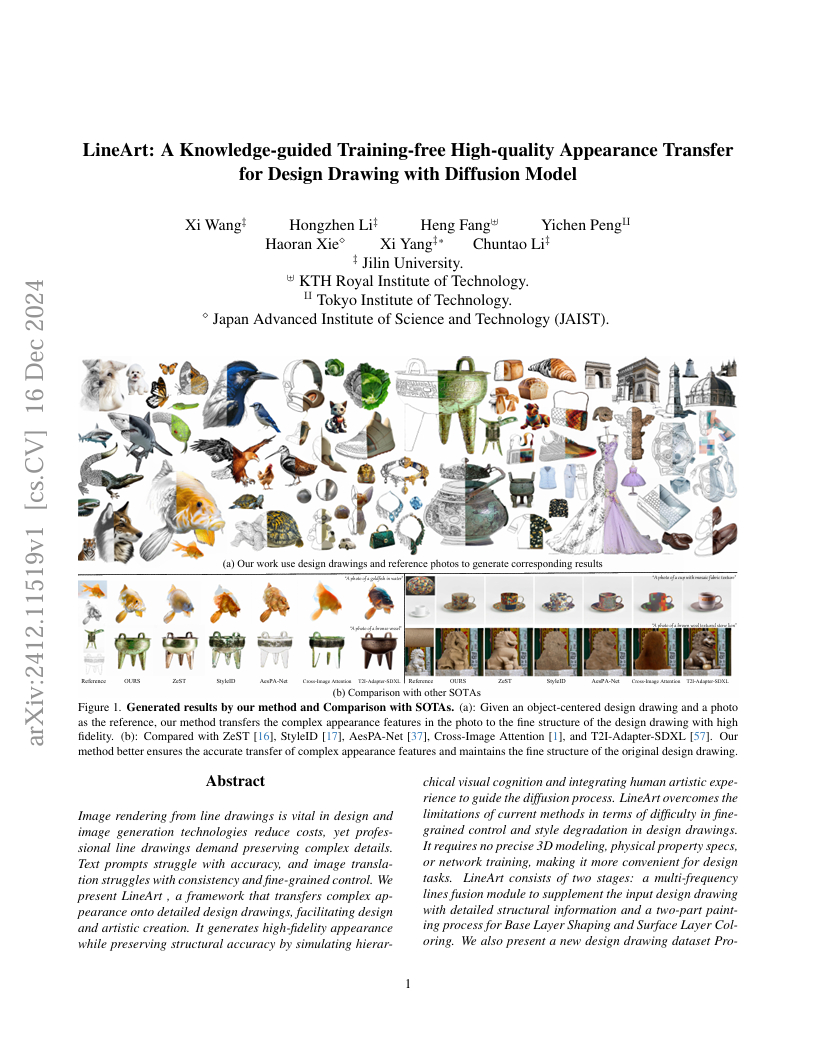 LineArt: A Knowledge-guided Training-free High-quality Appearance Transfer
for Design Drawing with Diffusion Model
Xi Wang‡ Hongzhen Li‡ Heng Fang⊎ Yichen Peng⨿
Haoran Xie⋄ Xi Yang‡* Chuntao Li‡
‡ Jilin University.
⊎ KTH Royal Institute of Technology.
⨿ Tokyo Institute of Technology.
⋄ Japan Advanced Institute of Science and Technology (JAIST).
arXiv:2412.11519v1 [cs.CV] 16 Dec 2024
(a) Our work use design drawings and reference photos to generate corresponding results
"A photo of a goldfish in water"
"A photo of a cup with mosaic fabric texture"
"A photo of a bronze vessel"
"A photo of a brown wood textured stone lion"
Reference OURS ZeST StyleID AesPA-Net Cross-Image Attention T2I-Adapter-SDXL Reference OURS ZeST StyleID AesPA-Net Cross-Image Attention T2I-Adapter-SDXL
(b) Comparison with other SOTAs
Figure 1. Generated results by our method and Comparison with SOTAs. (a): Given an object-centered design drawing and a photo
as the reference, our method transfers the complex appearance features in the photo to the fine structure of the design drawing with high
fidelity. (b): Compared with ZeST [16], StyleID [17], AesPA-Net [37], Cross-Image Attention [1], and T2I-Adapter-SDXL [57]. Our
method better ensures the accurate transfer of complex appearance features and maintains the fine structure of the original design drawing.
Abstract
Image rendering from line drawings is vital in design and
image generation technologies reduce costs, yet profes-
sional line drawings demand preserving complex details.
Text prompts struggle with accuracy, and image transla-
tion struggles with consistency and fine-grained control. We
present LineArt , a framework that transfers complex ap-
pearance onto detailed design drawings, facilitating design
and artistic creation. It generates high-fidelity appearance
while preserving structural accuracy by simulating hierar-
chical visual cognition and integrating human artistic expe-
rience to guide the diffusion process. LineArt overcomes the
limitations of current methods in terms of difficulty in fine-
grained control and style degradation in design drawings.
It requires no precise 3D modeling, physical property specs,
or network training, making it more convenient for design
tasks. LineArt consists of two stages: a multi-frequency
lines fusion module to supplement the input design drawing
with detailed structural information and a two-part paint-
ing process for Base Layer Shaping and Surface Layer Col-
oring. We also present a new design drawing dataset Pro-
1